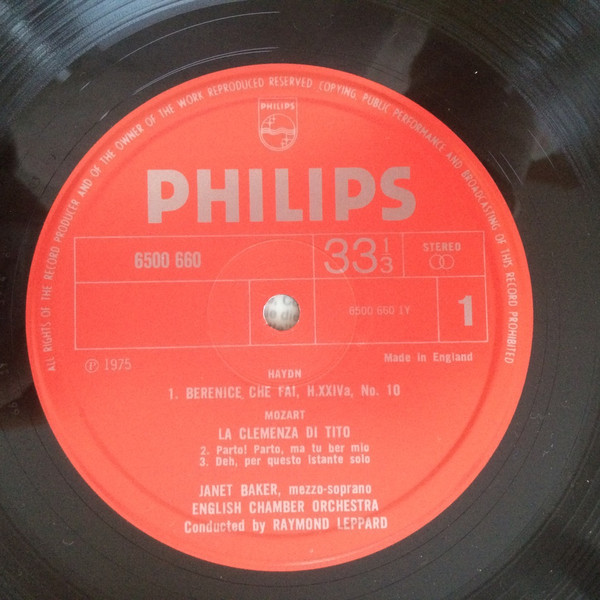 ALL RIGHTS OF THE RECORD PRODUCER AND OF THE OWNER OF THE WORK REPRODUCED RESERVED. COPYING, PUBLIC PERFORMANCE AND BROADCASTING OF THIS RECORD PROHIBITED
PHILIPS
PHILIPS
6500 660
33 1/3
STEREO
6500 660 1Y
1
Made in England
℗ 1975
HAYDN
1. BERENICE CHE FAI, H.XXIVa, No. 10
MOZART
LA CLEMENZA DI TITO
2. Parto! Parto, ma tu ber mio
3. Deh, per questo istante solo
JANET BAKER, mezzo-soprano
ENGLISH CHAMBER ORCHESTRA
Conducted by RAYMOND LEPPARD